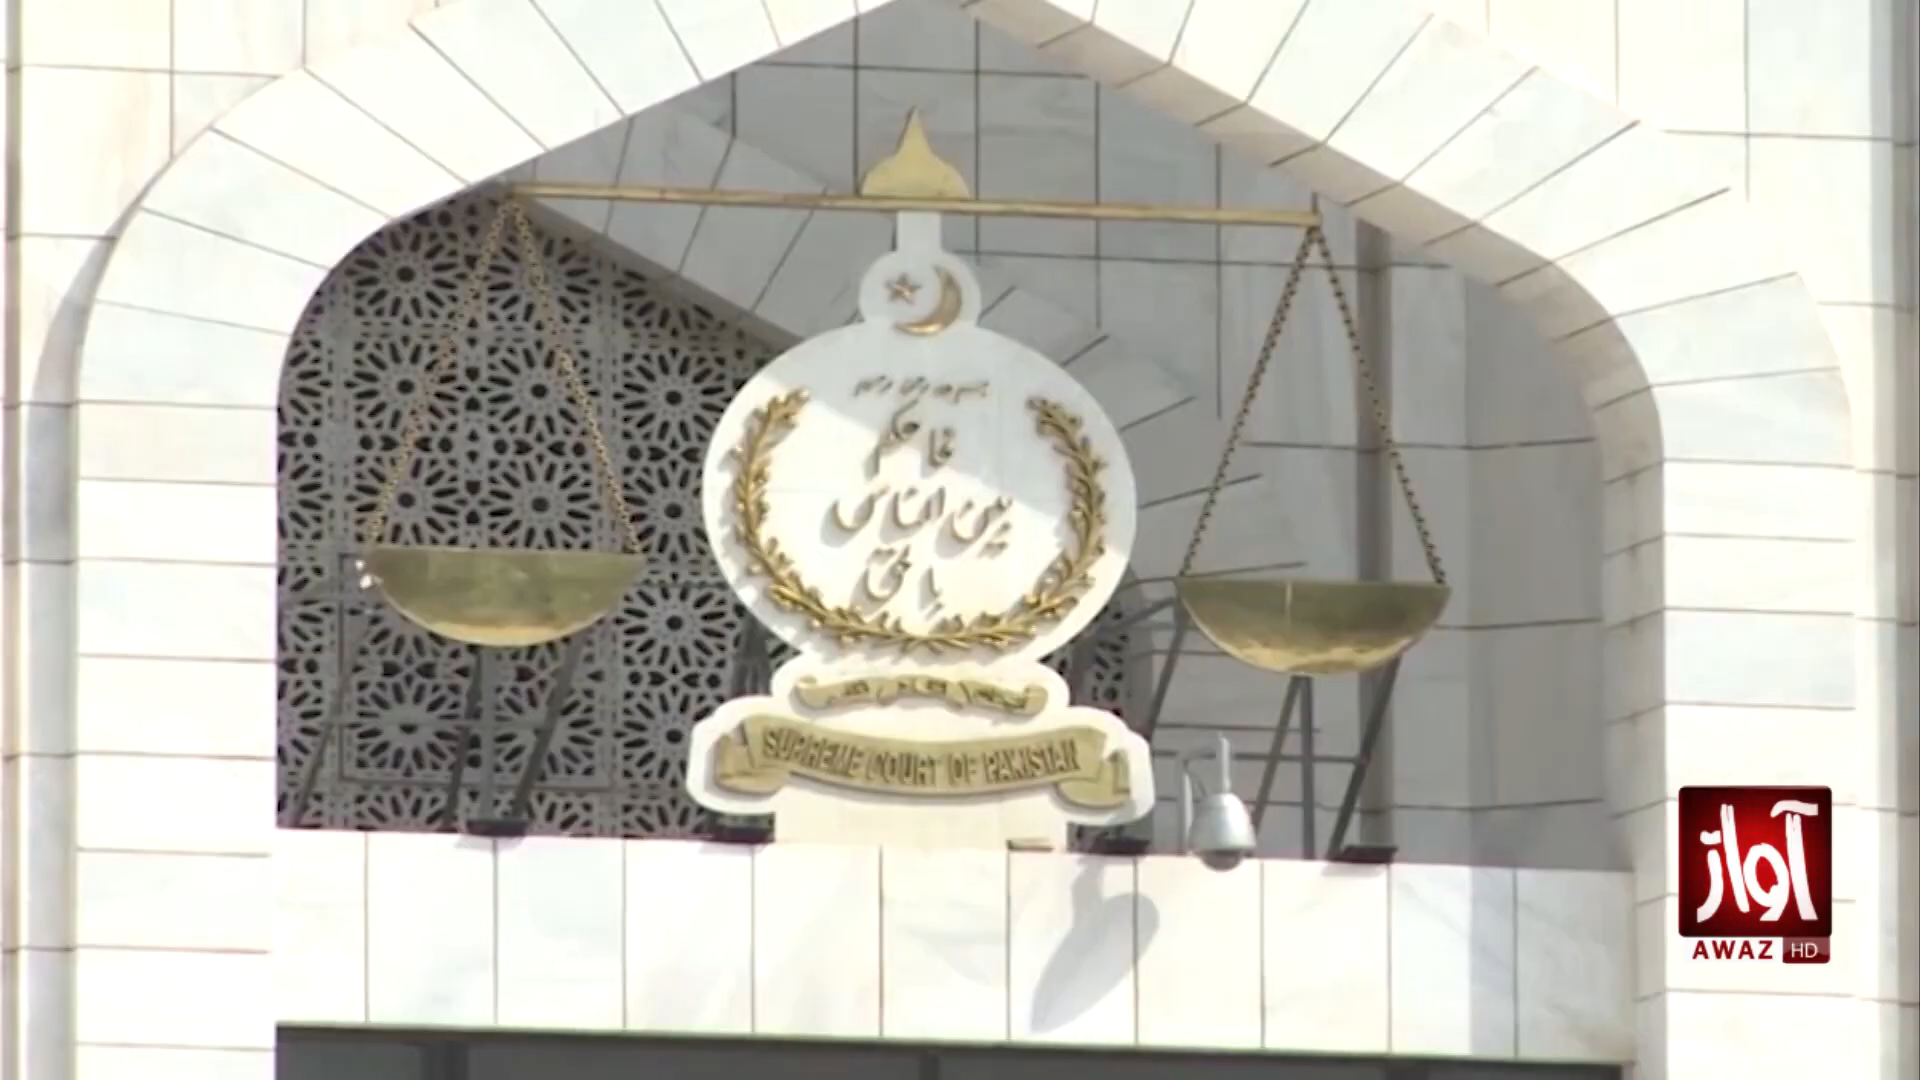 فاحکم
بین الناس
بالحق
SUPREME COURT OF PAKISTAN
آواز
AWAZ HD